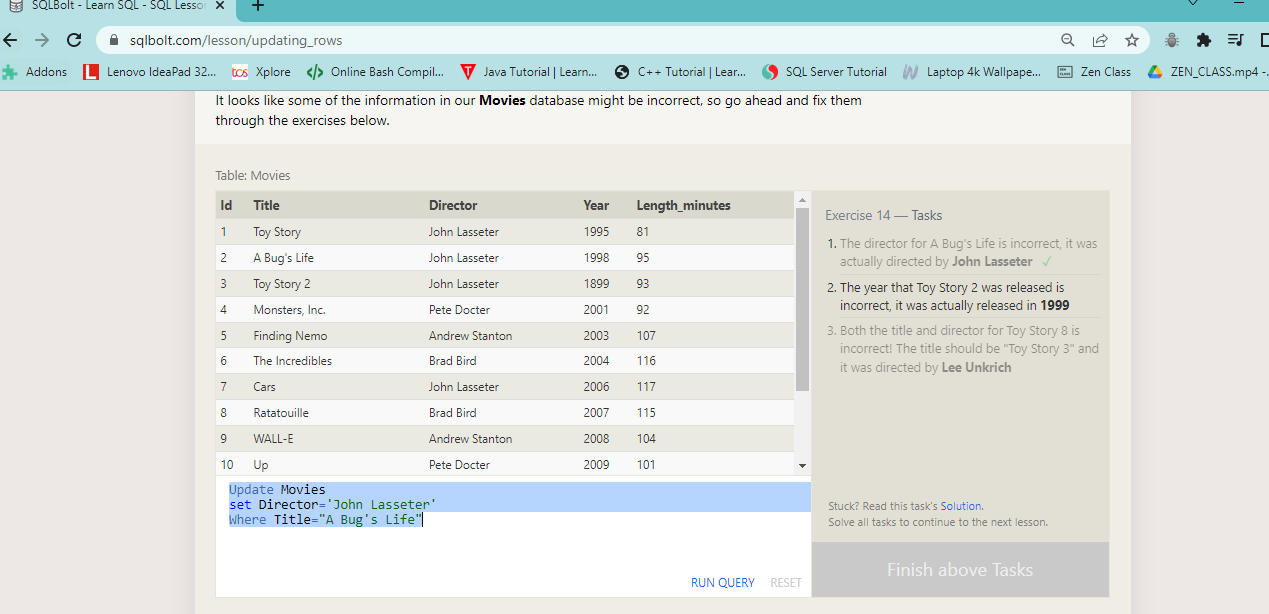 SQLBolt - Learn SQL - SQL Lesson
sqlbolt.com/lesson/updating_rows
Addons Lenovo IdeaPad 32... tcs Xplore Online Bash Compil... Java Tutorial | Learn... C++ Tutorial | Lear... SQL Server Tutorial Laptop 4k Wallpape... Zen Class ZEN_CLASS.mp4 -
It looks like some of the information in our Movies database might be incorrect, so go ahead and fix them
through the exercises below.
Table: Movies
Id Title Director Year Length_minutes
1 Toy Story John Lasseter 1995 81
2 A Bug's Life John Lasseter 1998 95
3 Toy Story 2 John Lasseter 1899 93
4 Monsters, Inc. Pete Docter 2001 92
5 Finding Nemo Andrew Stanton 2003 107
6 The Incredibles Brad Bird 2004 116
7 Cars John Lasseter 2006 117
8 Ratatouille Brad Bird 2007 115
9 WALL-E Andrew Stanton 2008 104
10 Up Pete Docter 2009 101
Update Movies
set Director='John Lasseter'
Where Title="A Bug's Life"
RUN QUERY RESET
Exercise 14 — Tasks
1. The director for A Bug's Life is incorrect, it was
actually directed by John Lasseter ✓
2. The year that Toy Story 2 was released is
incorrect, it was actually released in 1999
3. Both the title and director for Toy Story 8 is
incorrect! The title should be "Toy Story 3" and
it was directed by Lee Unkrich
Stuck? Read this task's Solution.
Solve all tasks to continue to the next lesson.
Finish above Tasks